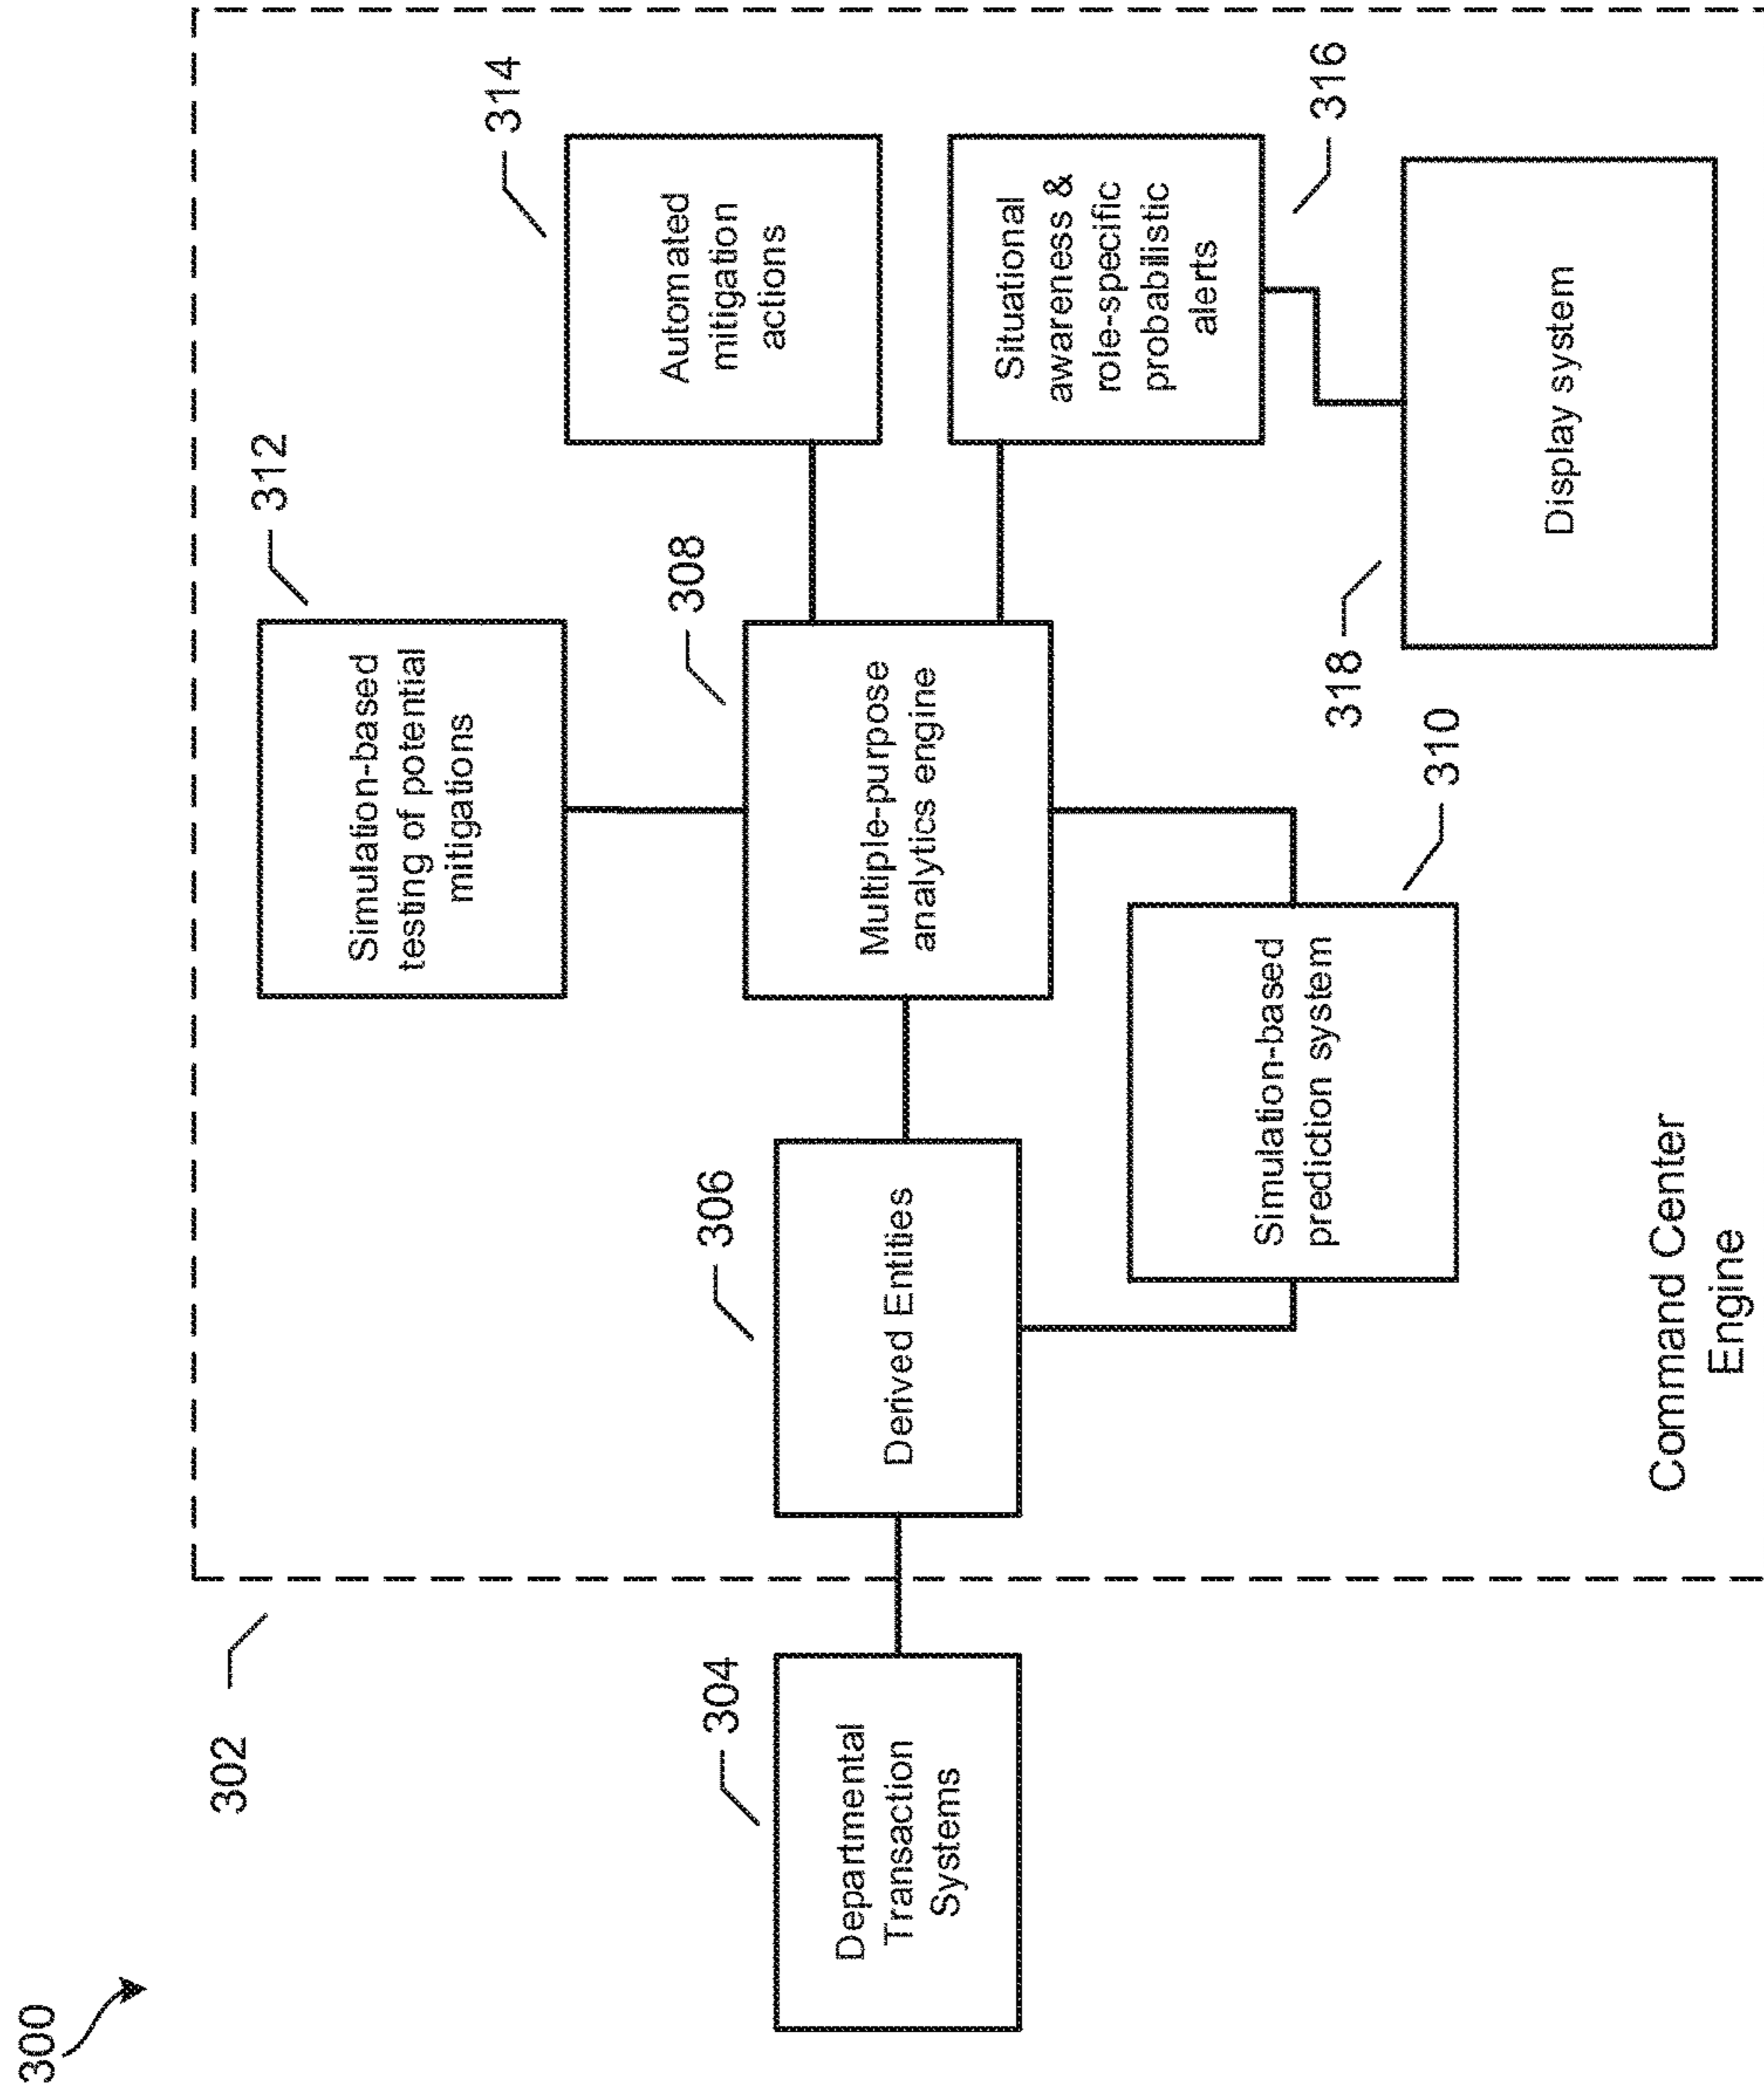 300
302
304
Departmental
Transaction
Systems
306
Derived Entities
308
Multiple-purpose
analytics engine
312
Simulation-based
testing of potential
mitigations
314
Automated
mitigation
actions
316
Situational
awareness &
role-specific
probabilistic
alerts
310
Simulation-based
prediction system
318
Display system
Command Center
Engine